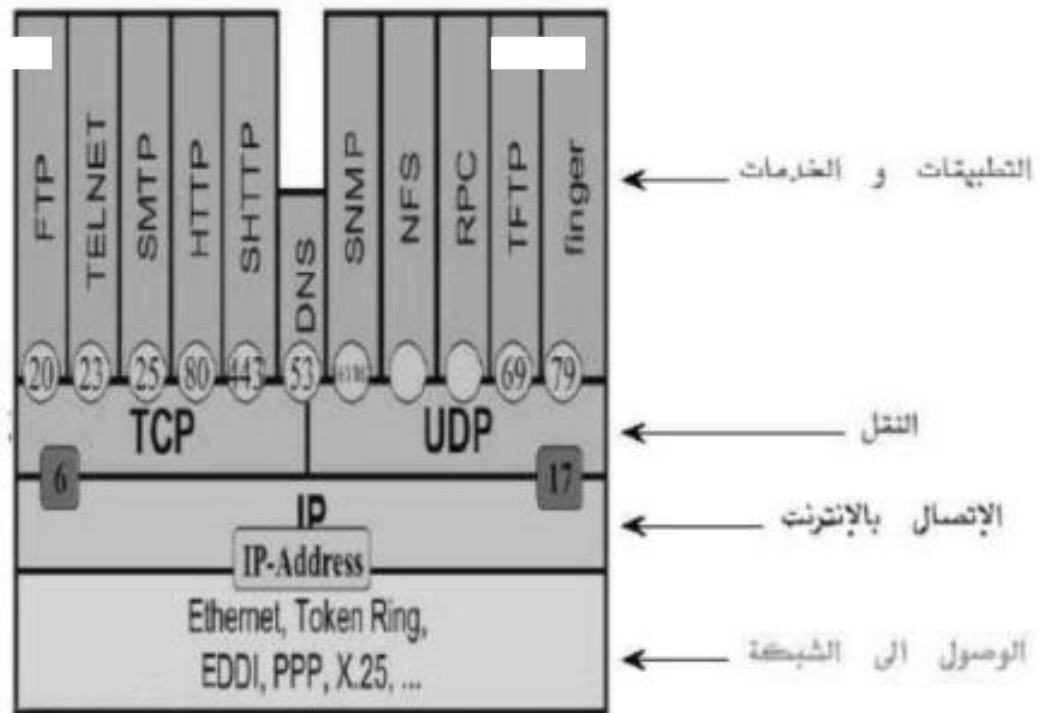 FTP
TELNET
SMTP
HTTP
SHTTP
DNS
SNMP
NFS
RPC
TFTP
finger
التطبيقات و الخدمات
20
23
25
80
443
53
69
79
TCP
UDP
النقل
6
17
IP
الإتصال بالإنترنت
IP-Address
Ethernet, Token Ring,
EDDI, PPP, X.25, ...
الوصول الى الشبكة